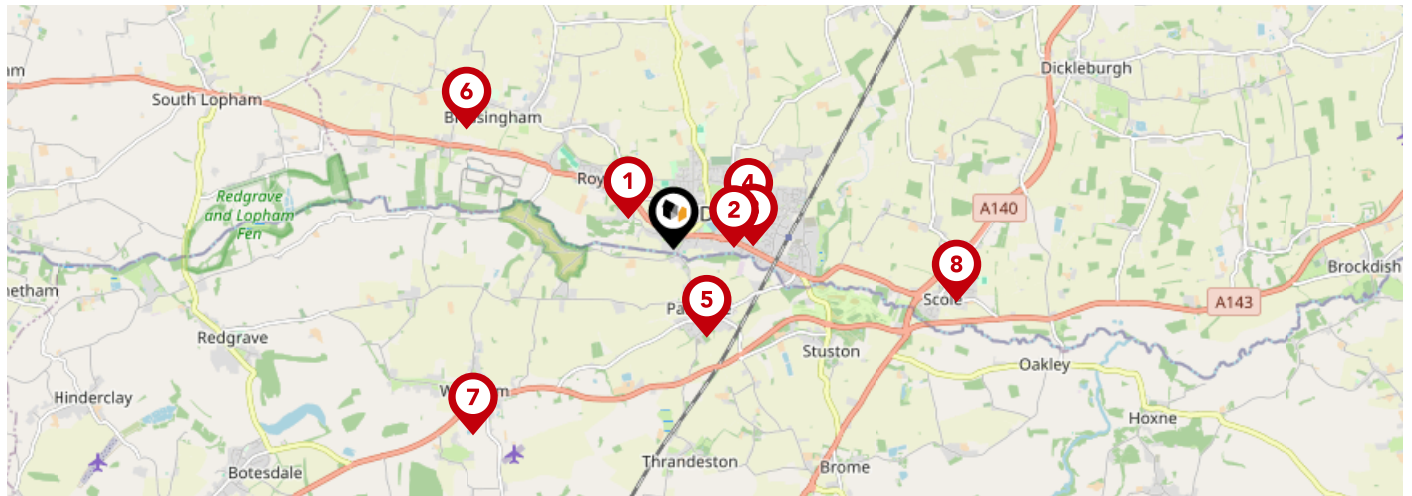 Dickleburgh
South Lopham
6
1
4
2
A140
Redgrave
and Lopham
Fen
8
Brockdish
5
A143
Redgrave
Stuston
Oakley
7
Hinderclay
Hoxne
Thrandeston
Brome
Botesdale